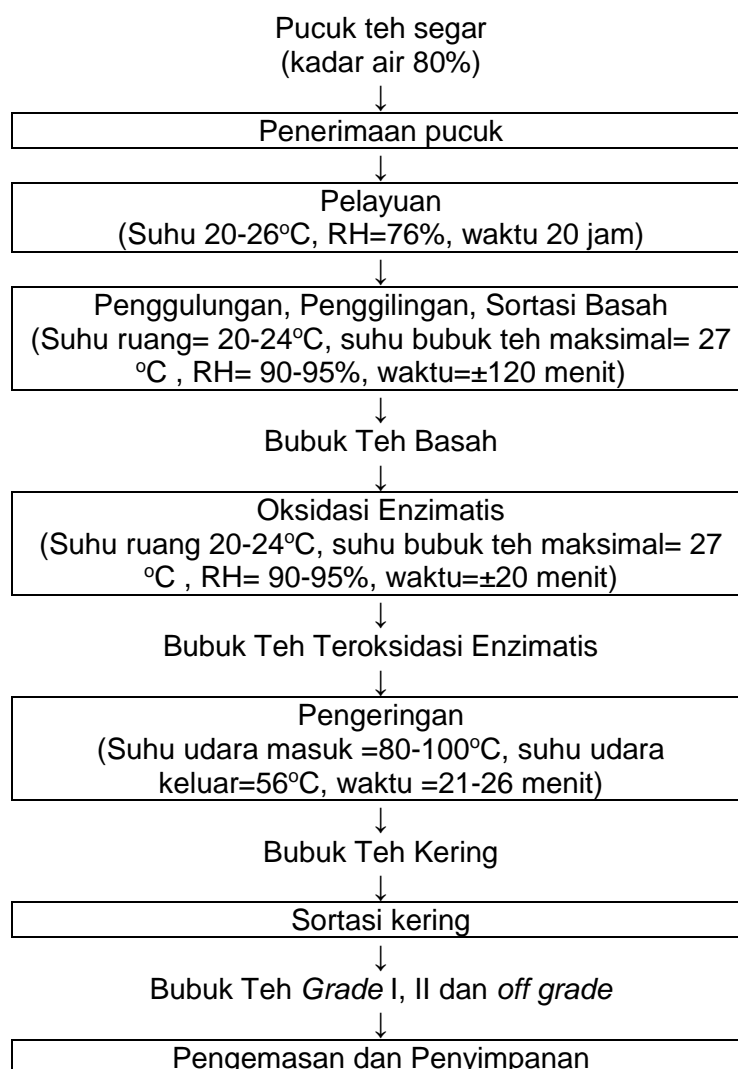 Pucuk teh segar
(kadar air 80%)
↓
Penerimaan pucuk
↓
Pelayuan
(Suhu 20-26°C, RH=76%, waktu 20 jam)
↓
Penggulungan, Penggilingan, Sortasi Basah
(Suhu ruang= 20-24°C, suhu bubuk teh maksimal= 27
°C , RH= 90-95%, waktu=±120 menit)
↓
Bubuk Teh Basah
↓
Oksidasi Enzimatis
(Suhu ruang 20-24°C, suhu bubuk teh maksimal= 27
°C , RH= 90-95%, waktu=±20 menit)
↓
Bubuk Teh Teroksidasi Enzimatis
↓
Pengeringan
(Suhu udara masuk =80-100°C, suhu udara
keluar=56°C, waktu =21-26 menit)
↓
Bubuk Teh Kering
↓
Sortasi kering
↓
Bubuk Teh Grade I, II dan off grade
↓
Pengemasan dan Penyimpanan